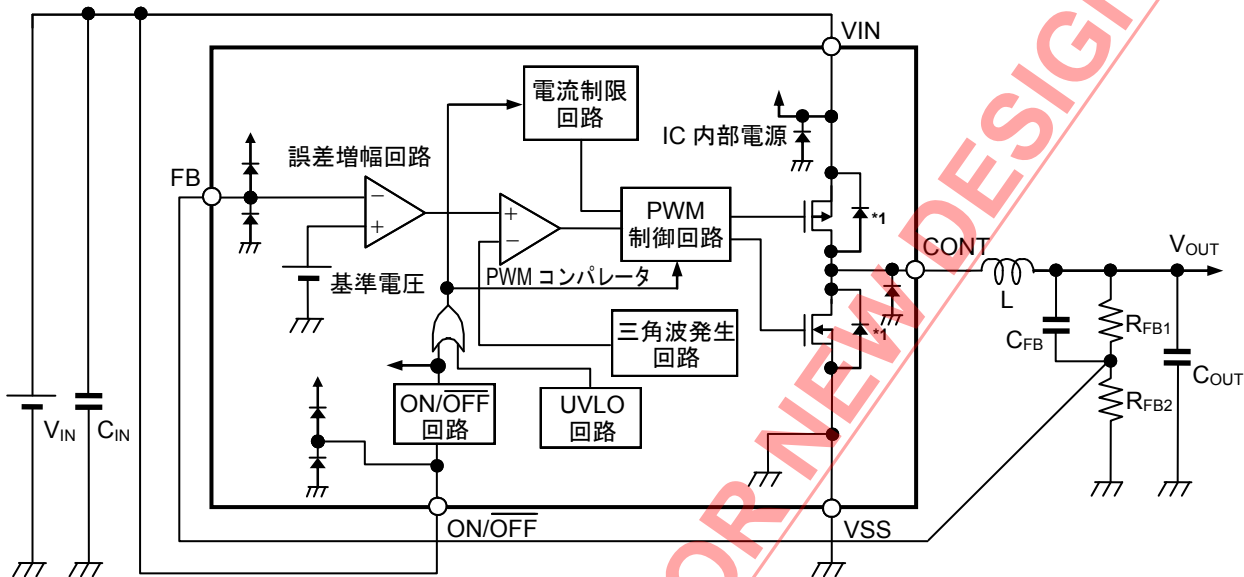 VIN
電流制限
回路
IC 内部電源
誤差増幅回路
FB
−
+
+
−
PWM
制御回路
*1
CONT
VOUT
基準電圧
PWM コンパレータ
L
CFB
RFB1
三角波発生
回路
*1
COUT
RFB2
ON/OFF
回路
UVLO
回路
VIN
CIN
ON/OFF
VSS
OR NEW DESIGN